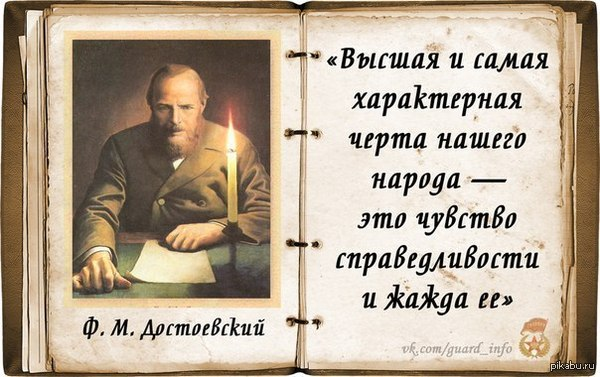 Ф. М. Достоевский
«Высшая и самая
характерная
черта нашего
народа —
это чувство
справедливости
и жажда ее»
vk.com/guard_info
pikabu.ru